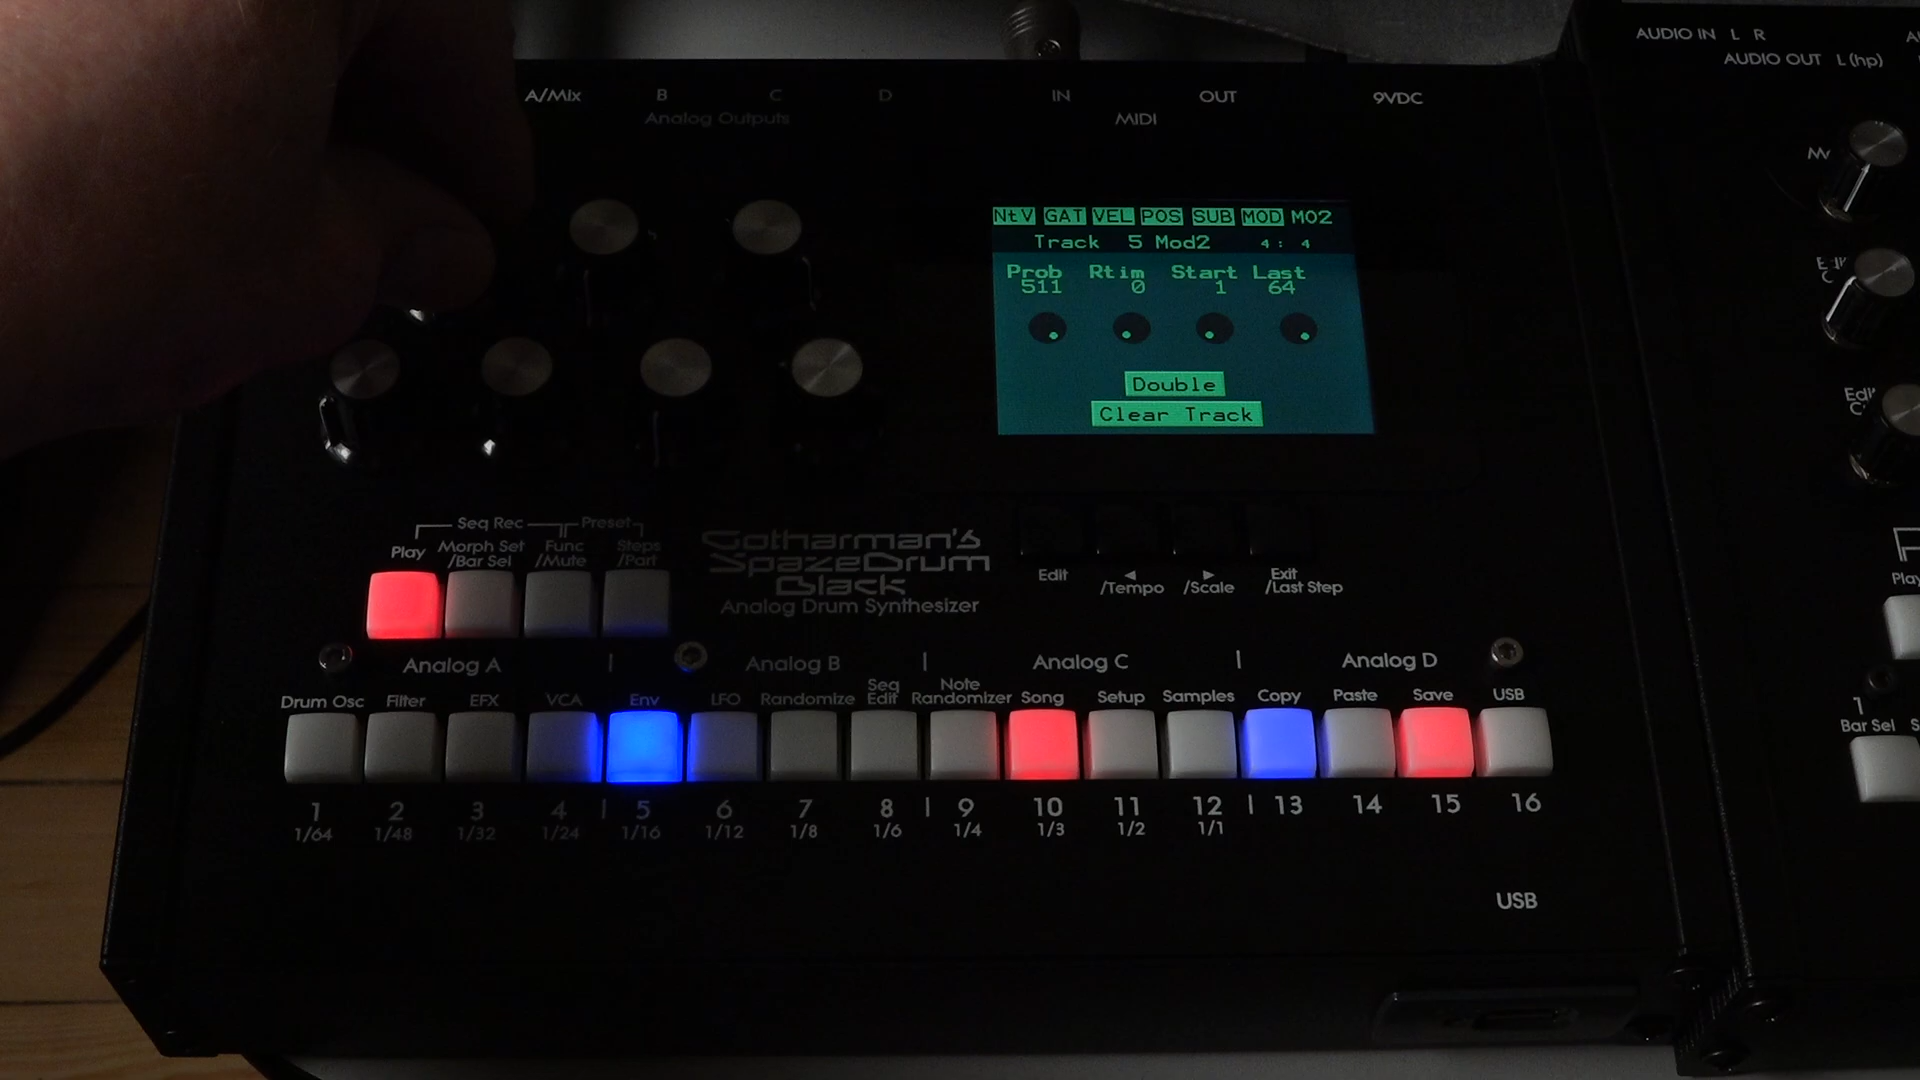 A/Mix B C D IN OUT 9VDC
Analog Outputs MIDI
AUDIO IN L R
AUDIO OUT L (hp)
NtV GAT VEL POS SUB MOD MO2
Track 5 Mod2 4: 4
Prob Rtim Start Last
511 0 1 64
Double
Clear Track
Seq Rec Preset
Play Morph Set Func Steps
/Bar Sel /Mute /Part
Gotharman's
SpazeDrum
Black
Analog Drum Synthesizer
Edit ◀ ▶ Exit
/Tempo /Scale /Last Step
Analog A | Analog B | Analog C | Analog D
Drum Osc Filter EFX VCA Env LFO Randomize Seq Edit Note Randomizer Song Setup Samples Copy Paste Save USB
1 2 3 4 | 5 6 7 8 | 9 10 11 12 | 13 14 15 16
1/64 1/48 1/32 1/24 1/16 1/12 1/8 1/6 1/4 1/3 1/2 1/1
USB
1
Bar Sel